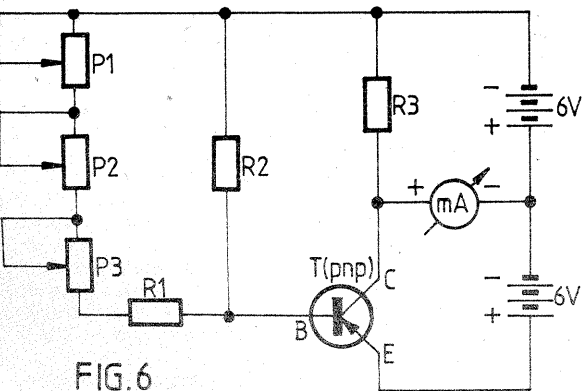 P1
- 6V
+
P2
R2
R3
+ mA -
P3
T(pnp) C
R1
- 6V
+
B
E
FIG.6